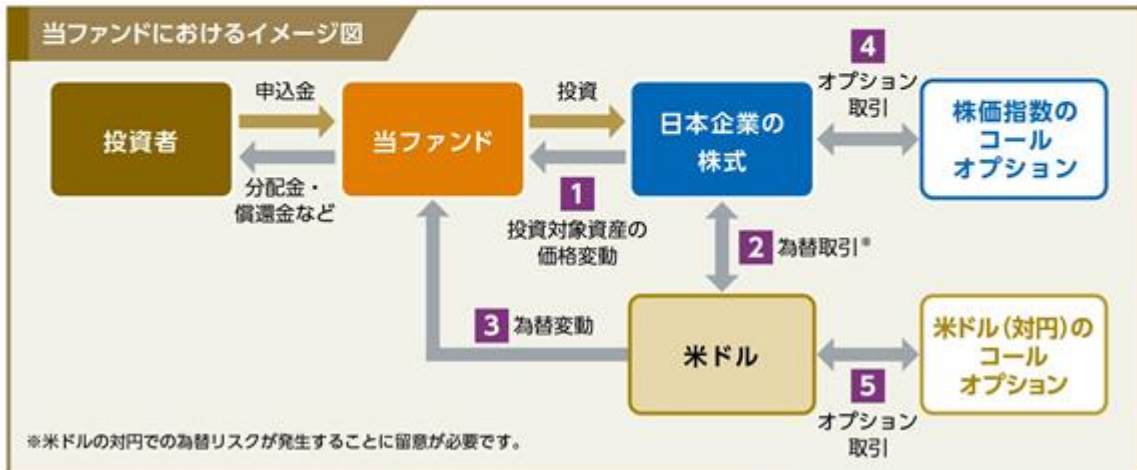 当ファンドにおけるイメージ図
申込金
投資者
分配金・
償還金など
当ファンド
投資
1
投資対象資産の
価格変動
日本企業の
株式
4
オプション
取引
株価指数の
コール
オプション
2 為替取引※
3 為替変動
米ドル
5
オプション
取引
米ドル(対円)の
コール
オプション
※米ドルの対円での為替リスクが発生することに留意が必要です。